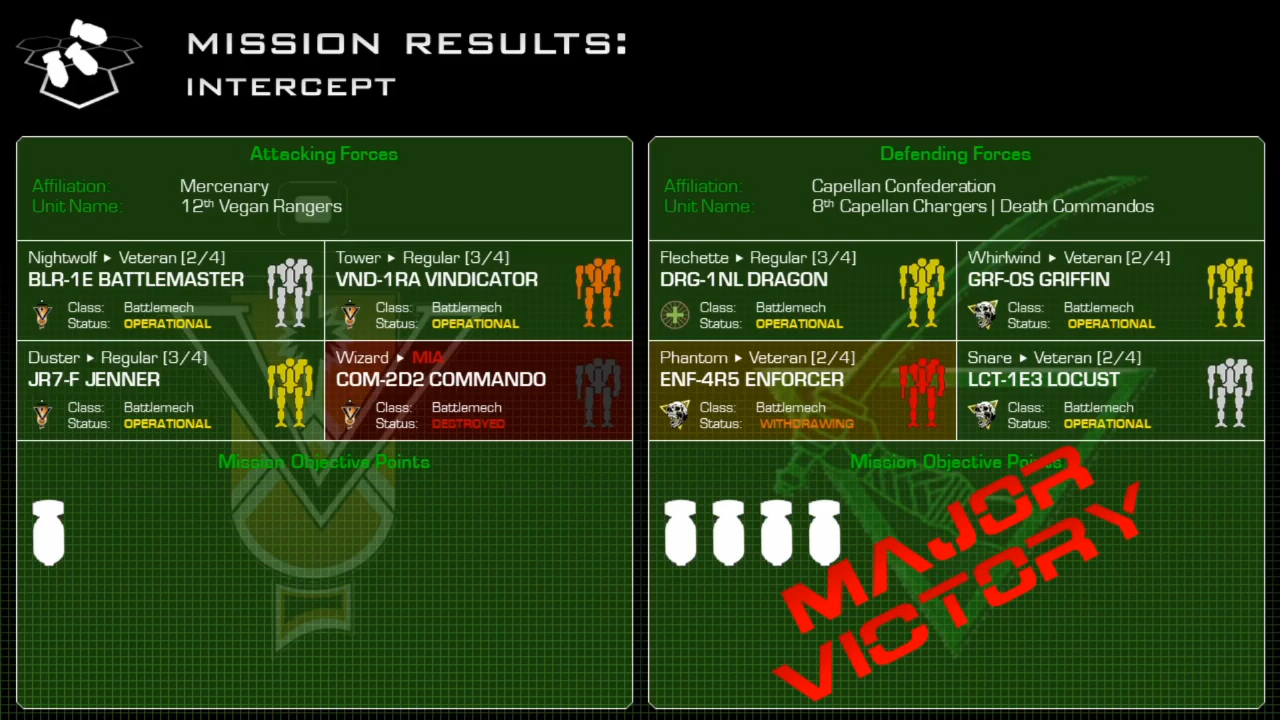 MISSION RESULTS:
INTERCEPT
Attacking Forces
Affiliation: Mercenary
Unit Name: 12th Vegan Rangers
Nightwolf ▸ Veteran [2/4]
BLR-1E BATTLEMASTER
Class: Battlemech
Status: OPERATIONAL
Tower ▸ Regular [3/4]
VND-1RA VINDICATOR
Class: Battlemech
Status: OPERATIONAL
Duster ▸ Regular [3/4]
JR7-F JENNER
Class: Battlemech
Status: OPERATIONAL
Wizard ▸ MIA
COM-2D2 COMMANDO
Class: Battlemech
Status: DESTROYED
Mission Objective Points
Defending Forces
Affiliation: Capellan Confederation
Unit Name: 8th Capellan Chargers | Death Commandos
Flechette ▸ Regular [3/4]
DRG-1NL DRAGON
Class: Battlemech
Status: OPERATIONAL
Whirlwind ▸ Veteran [2/4]
GRF-0S GRIFFIN
Class: Battlemech
Status: OPERATIONAL
Phantom ▸ Veteran [2/4]
ENF-4R5 ENFORCER
Class: Battlemech
Status: WITHDRAWING
Snare ▸ Veteran [2/4]
LCT-1E3 LOCUST
Class: Battlemech
Status: OPERATIONAL
Mission Objective Points
MAJOR
VICTORY